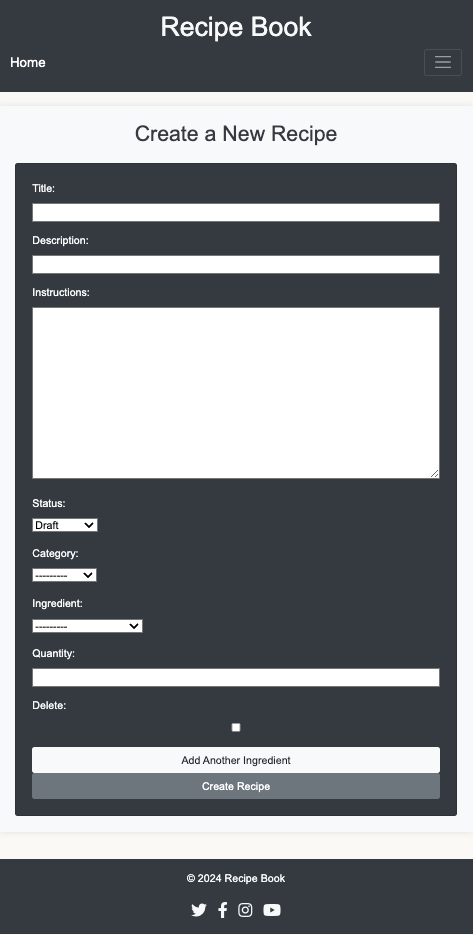 Recipe Book
Home
Create a New Recipe
Title:
Description:
Instructions:
Status:
Draft
Category:
---------
Ingredient:
---------
Quantity:
Delete:
Add Another Ingredient
Create Recipe
© 2024 Recipe Book